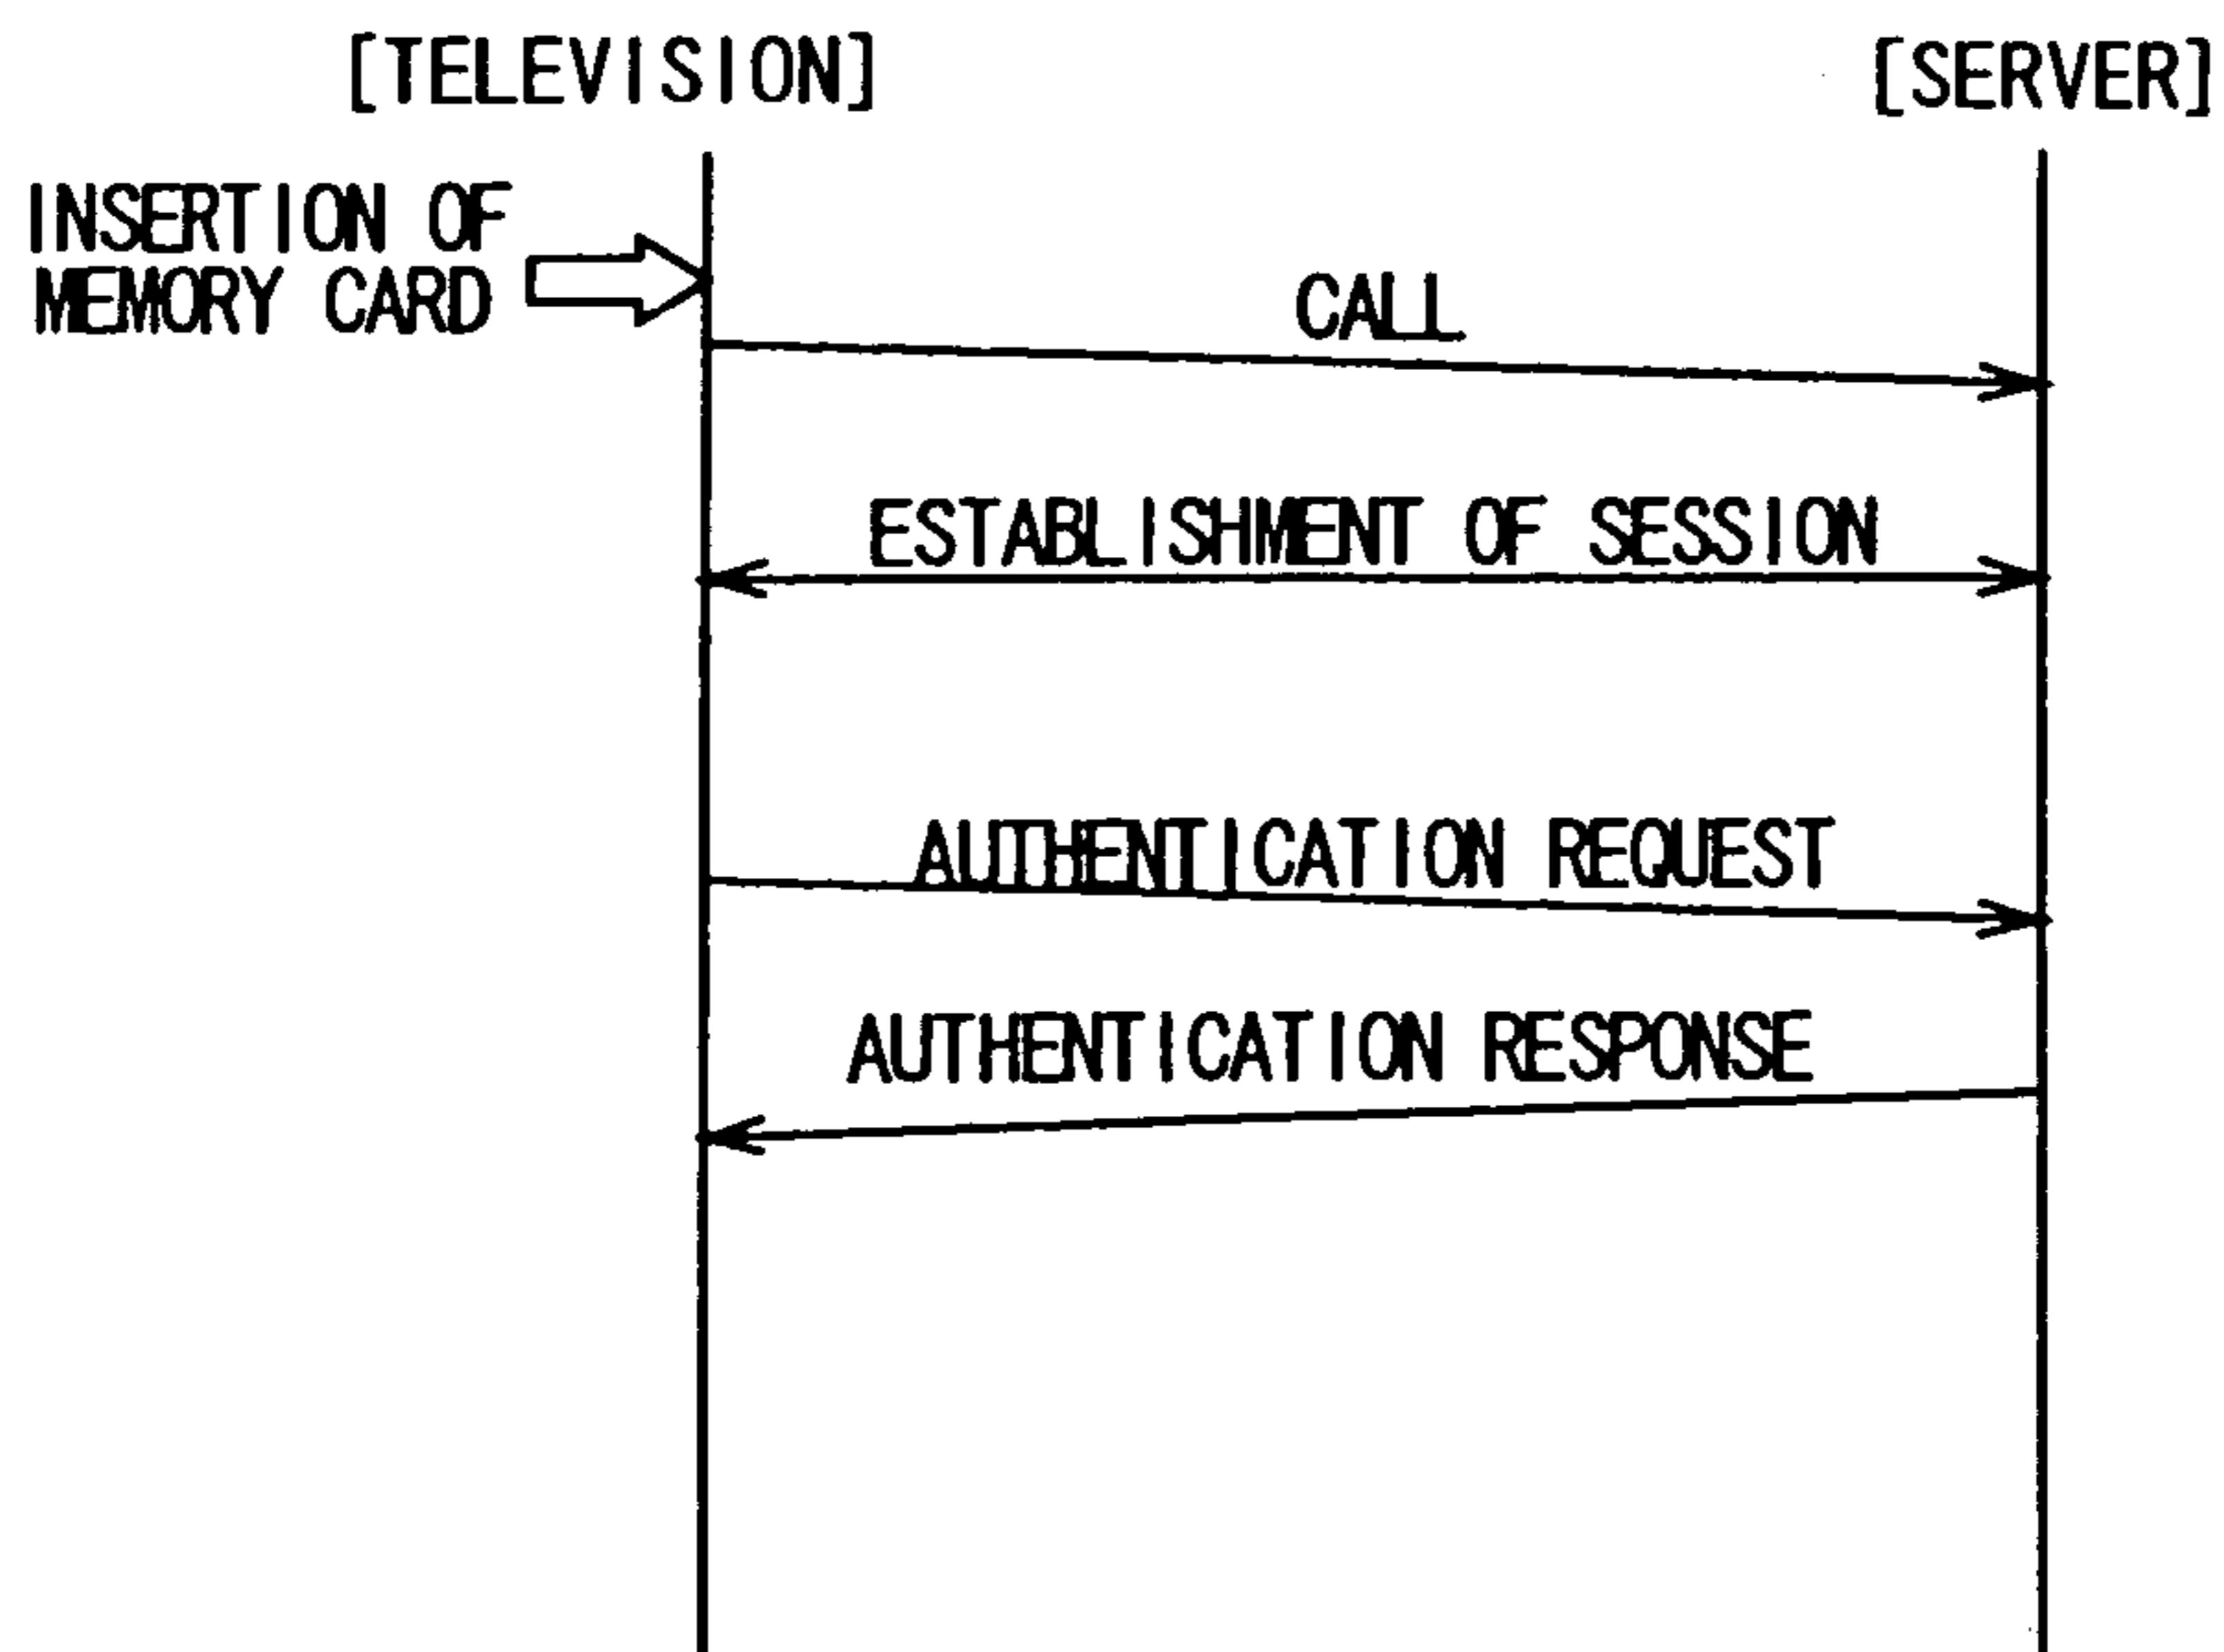 [TELEVISION]
[SERVER]
INSERTION OF
MEMORY CARD
CALL
ESTABLISHMENT OF SESSION
AUTHENTICATION REQUEST
AUTHENTICATION RESPONSE